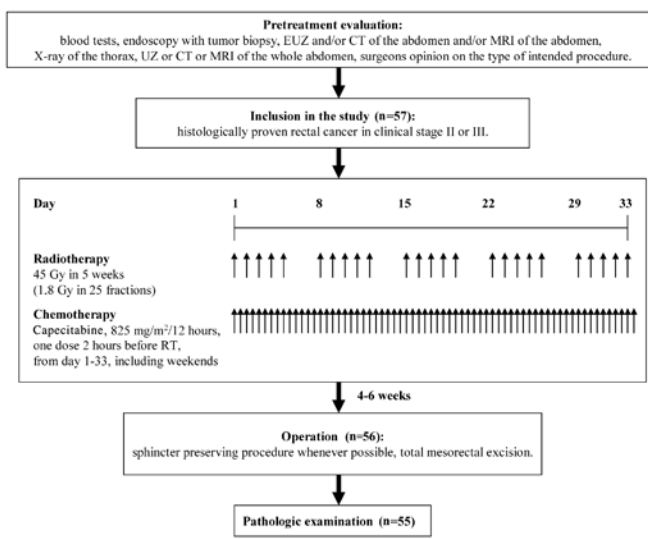 Pretreatment evaluation:
blood tests, endoscopy with tumor biopsy, EUZ and/or CT of the abdomen and/or MRI of the abdomen,
X-ray of the thorax, UZ or CT or MRI of the whole abdomen, surgeons opinion on the type of intended procedure.
Inclusion in the study (n=57):
histologically proven rectal cancer in clinical stage II or III.
Day 1 8 15 22 29 33
Radiotherapy
45 Gy in 5 weeks
(1.8 Gy in 25 fractions)
Chemotherapy
Capecitabine, 825 mg/m²/12 hours,
one dose 2 hours before RT,
from day 1-33, including weekends
4-6 weeks
Operation (n=56):
sphincter preserving procedure whenever possible, total mesorectal excision.
Pathologic examination (n=55)